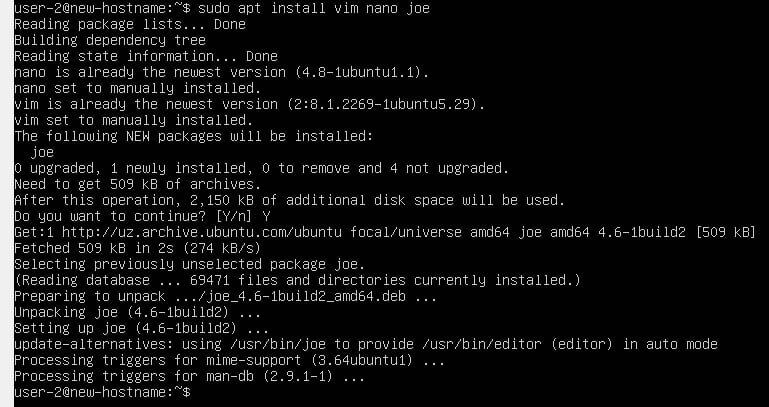 user-2@new-hostname:~$ sudo apt install vim nano joe
Reading package lists... Done
Building dependency tree
Reading state information... Done
nano is already the newest version (4.8-1ubuntu1.1).
nano set to manually installed.
vim is already the newest version (2:8.1.2269-1ubuntu5.29).
vim set to manually installed.
The following NEW packages will be installed:
  joe
0 upgraded, 1 newly installed, 0 to remove and 4 not upgraded.
Need to get 509 kB of archives.
After this operation, 2,150 kB of additional disk space will be used.
Do you want to continue? [Y/n] Y
Get:1 http://uz.archive.ubuntu.com/ubuntu focal/universe amd64 joe amd64 4.6-1build2 [509 kB]
Fetched 509 kB in 2s (274 kB/s)
Selecting previously unselected package joe.
(Reading database ... 69471 files and directories currently installed.)
Preparing to unpack .../joe_4.6-1build2_amd64.deb ...
Unpacking joe (4.6-1build2) ...
Setting up joe (4.6-1build2) ...
update-alternatives: using /usr/bin/joe to provide /usr/bin/editor (editor) in auto mode
Processing triggers for mime-support (3.64ubuntu1) ...
Processing triggers for man-db (2.9.1-1) ...
user-2@new-hostname:~$